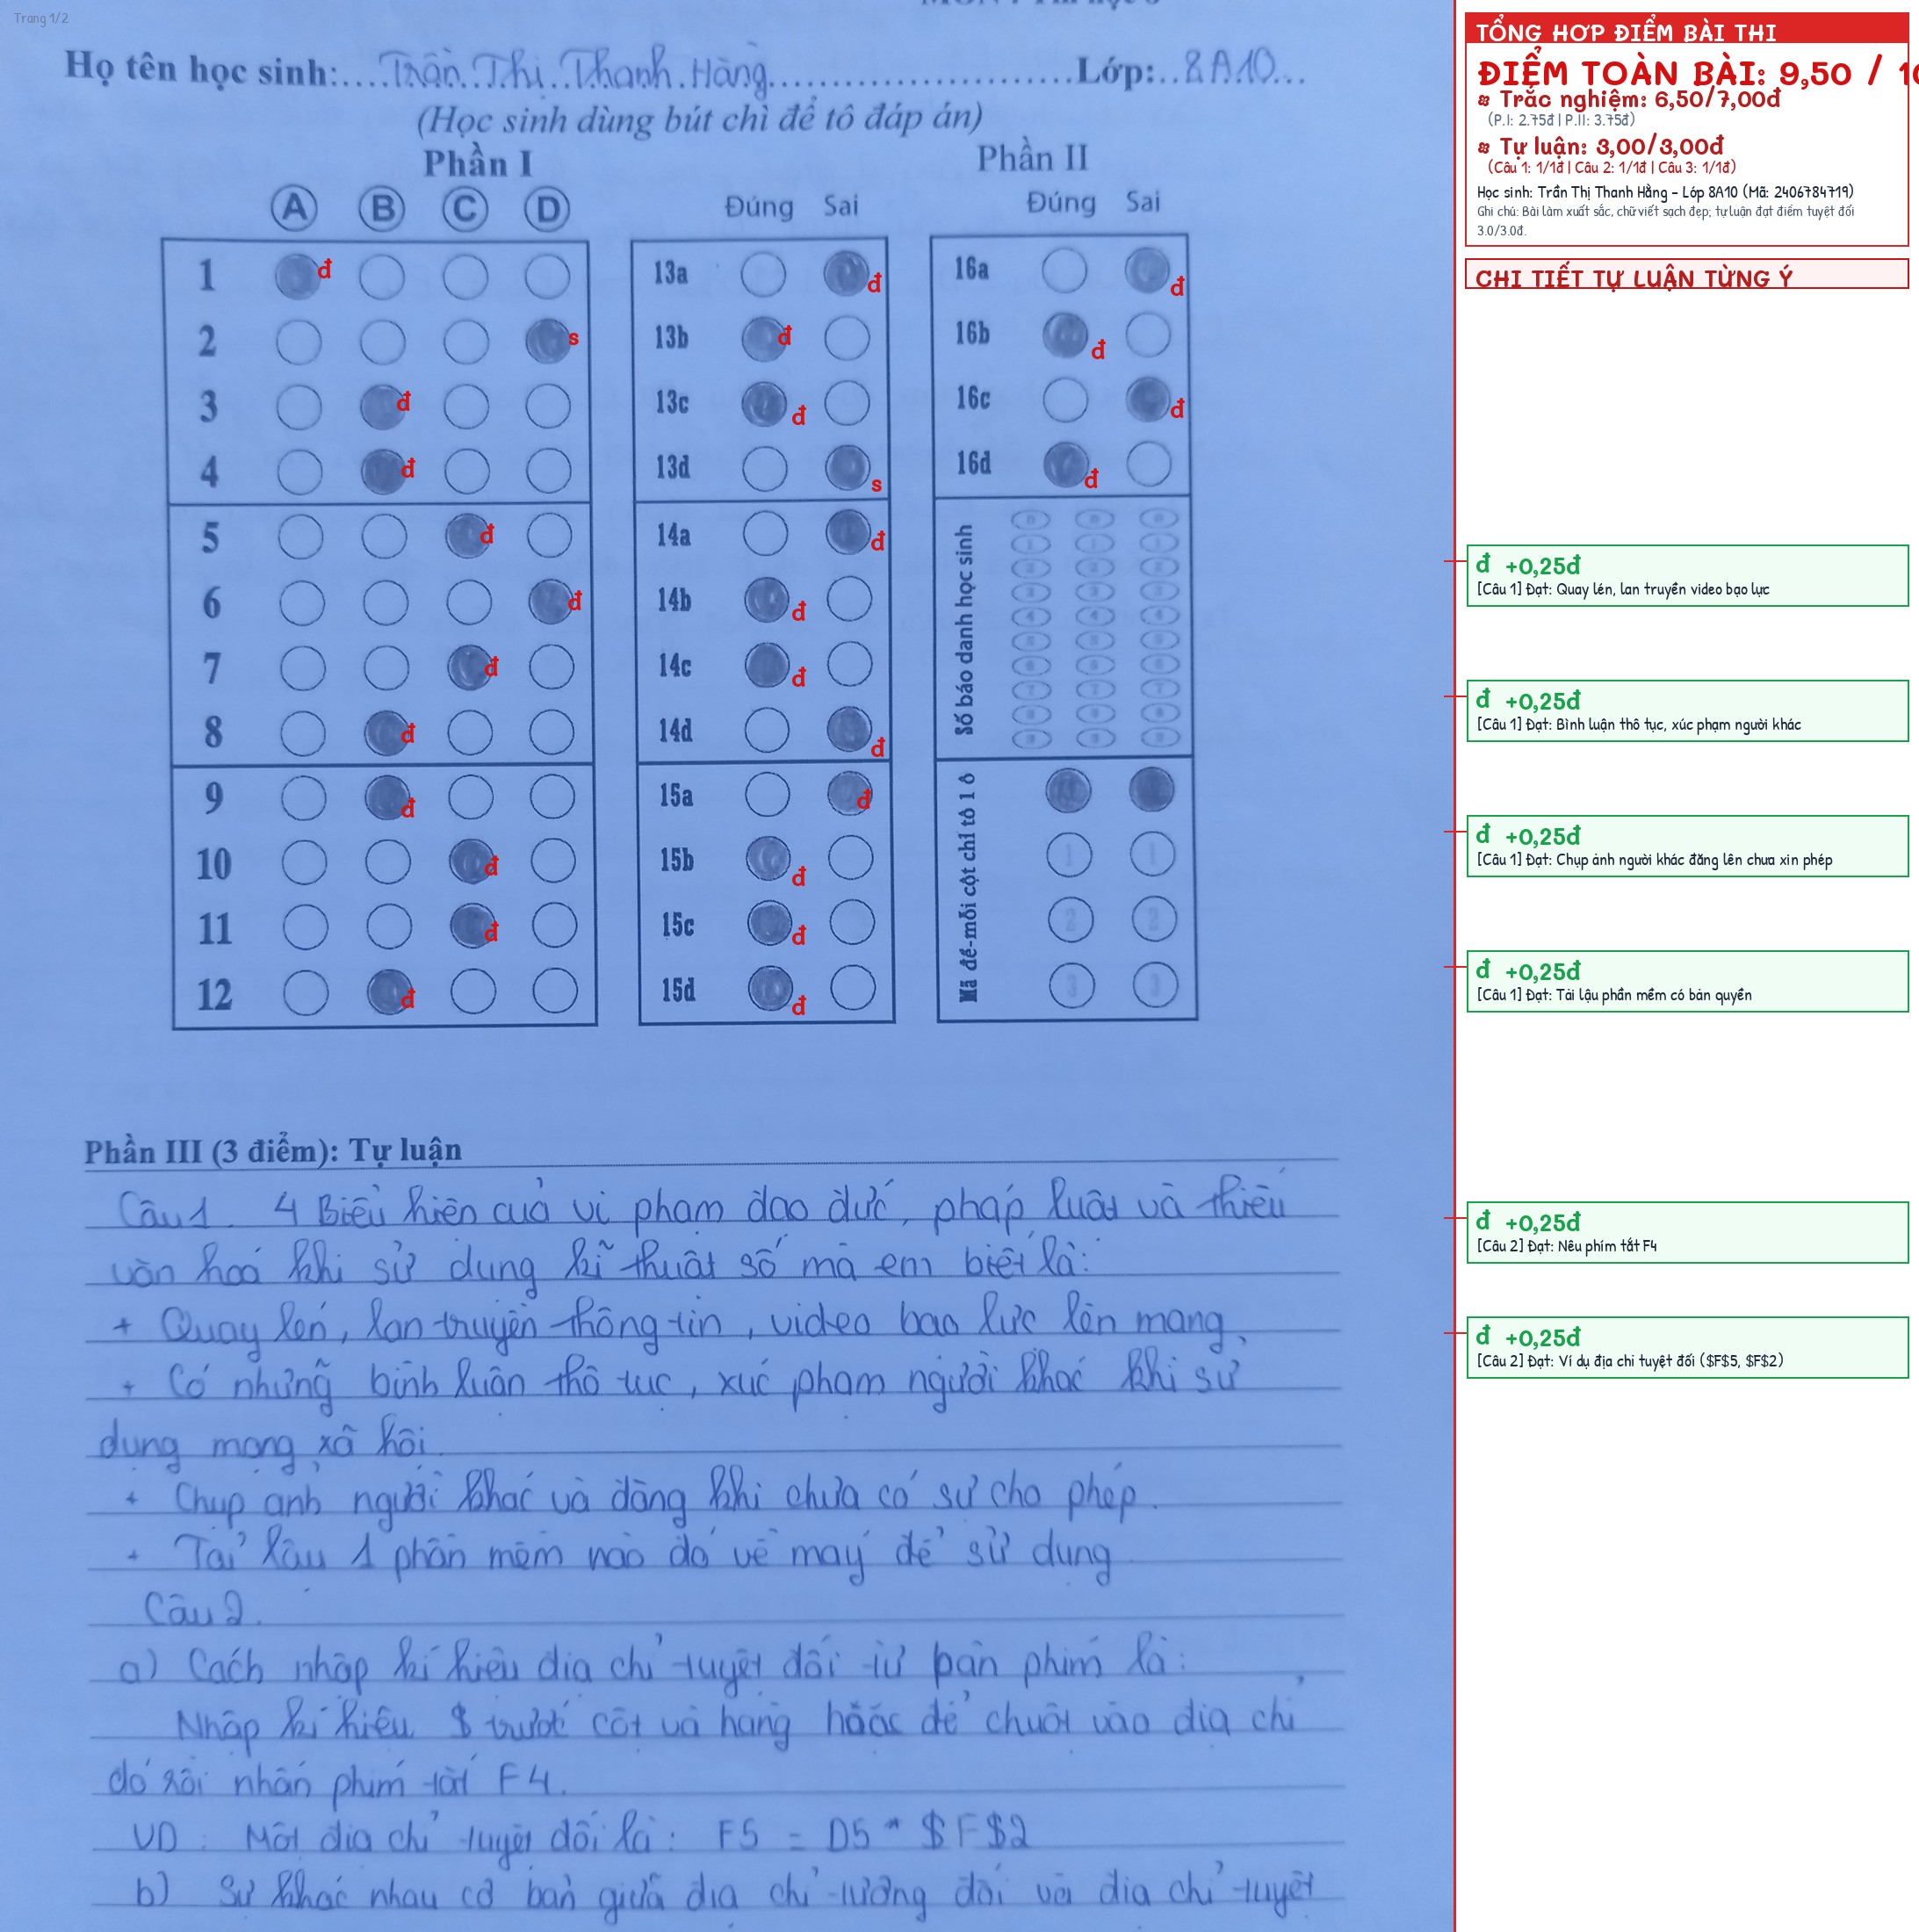 Trang 1/2
Họ tên học sinh:....Trần.Thị.Thanh.Hằng..........................Lớp:..8A10...
(Học sinh dùng bút chì để tô đáp án)
Phần I
A B C D
1 đ
2 s
3 đ
4 đ
5 đ
6 đ
7 đ
8 đ
9 đ
10 đ
11 đ
12 đ
Phần II
Đúng Sai
13a đ
13b đ
13c đ
13d s
14a đ
14b đ
14c đ
14d đ
15a đ
15b đ
15c đ
15d đ
Đúng Sai
16a đ
16b đ
16c đ
16d đ
Số báo danh học sinh
Mã đề-mỗi cột chỉ tô 1 ô
1 1
2 2
3 3
Phần III (3 điểm): Tự luận
Câu 1. 4 Biểu hiện của vi phạm đạo đức, pháp luật và thiếu
văn hoá khi sử dụng kĩ thuật số mà em biết là:
+ Quay lén, lan truyền thông tin, video bạo lực lên mạng.
+ Có những bình luận thô tục, xúc phạm người khác khi sử
dụng mạng xã hội.
+ Chụp ảnh người khác và đăng khi chưa có sự cho phép.
+ Tải lậu 1 phần mềm nào đó về máy để sử dụng
Câu 2.
a) Cách nhập kí hiệu địa chỉ tuyệt đối từ bàn phím là:
Nhập kí hiệu $ trước cột và hàng hoặc để chuột vào địa chỉ
đó rồi nhấn phím tắt F4.
VD: Một địa chỉ tuyệt đối là: F5 = D5 * $F$2
b) Sự khác nhau cơ bản giữa địa chỉ tương đối với địa chỉ tuyệt
TỔNG HỢP ĐIỂM BÀI THI
ĐIỂM TOÀN BÀI: 9,50 / 10
Trắc nghiệm: 6,50/7,00đ
(P.I: 2.75đ | P.II: 3.75đ)
Tự luận: 3,00/3,00đ
(Câu 1: 1/1đ | Câu 2: 1/1đ | Câu 3: 1/1đ)
Học sinh: Trần Thị Thanh Hằng - Lớp 8A10 (Mã: 2406784719)
Ghi chú: Bài làm xuất sắc, chữ viết sạch đẹp; tự luận đạt điểm tuyệt đối
3.0/3.0đ.
CHI TIẾT TỰ LUẬN TỪNG Ý
đ +0,25đ
[Câu 1] Đạt: Quay lén, lan truyền video bạo lực
đ +0,25đ
[Câu 1] Đạt: Bình luận thô tục, xúc phạm người khác
đ +0,25đ
[Câu 1] Đạt: Chụp ảnh người khác đăng lên chưa xin phép
đ +0,25đ
[Câu 1] Đạt: Tải lậu phần mềm có bản quyền
đ +0,25đ
[Câu 2] Đạt: Nêu phím tắt F4
đ +0,25đ
[Câu 2] Đạt: Ví dụ địa chỉ tuyệt đối ($F$5, $F$2)